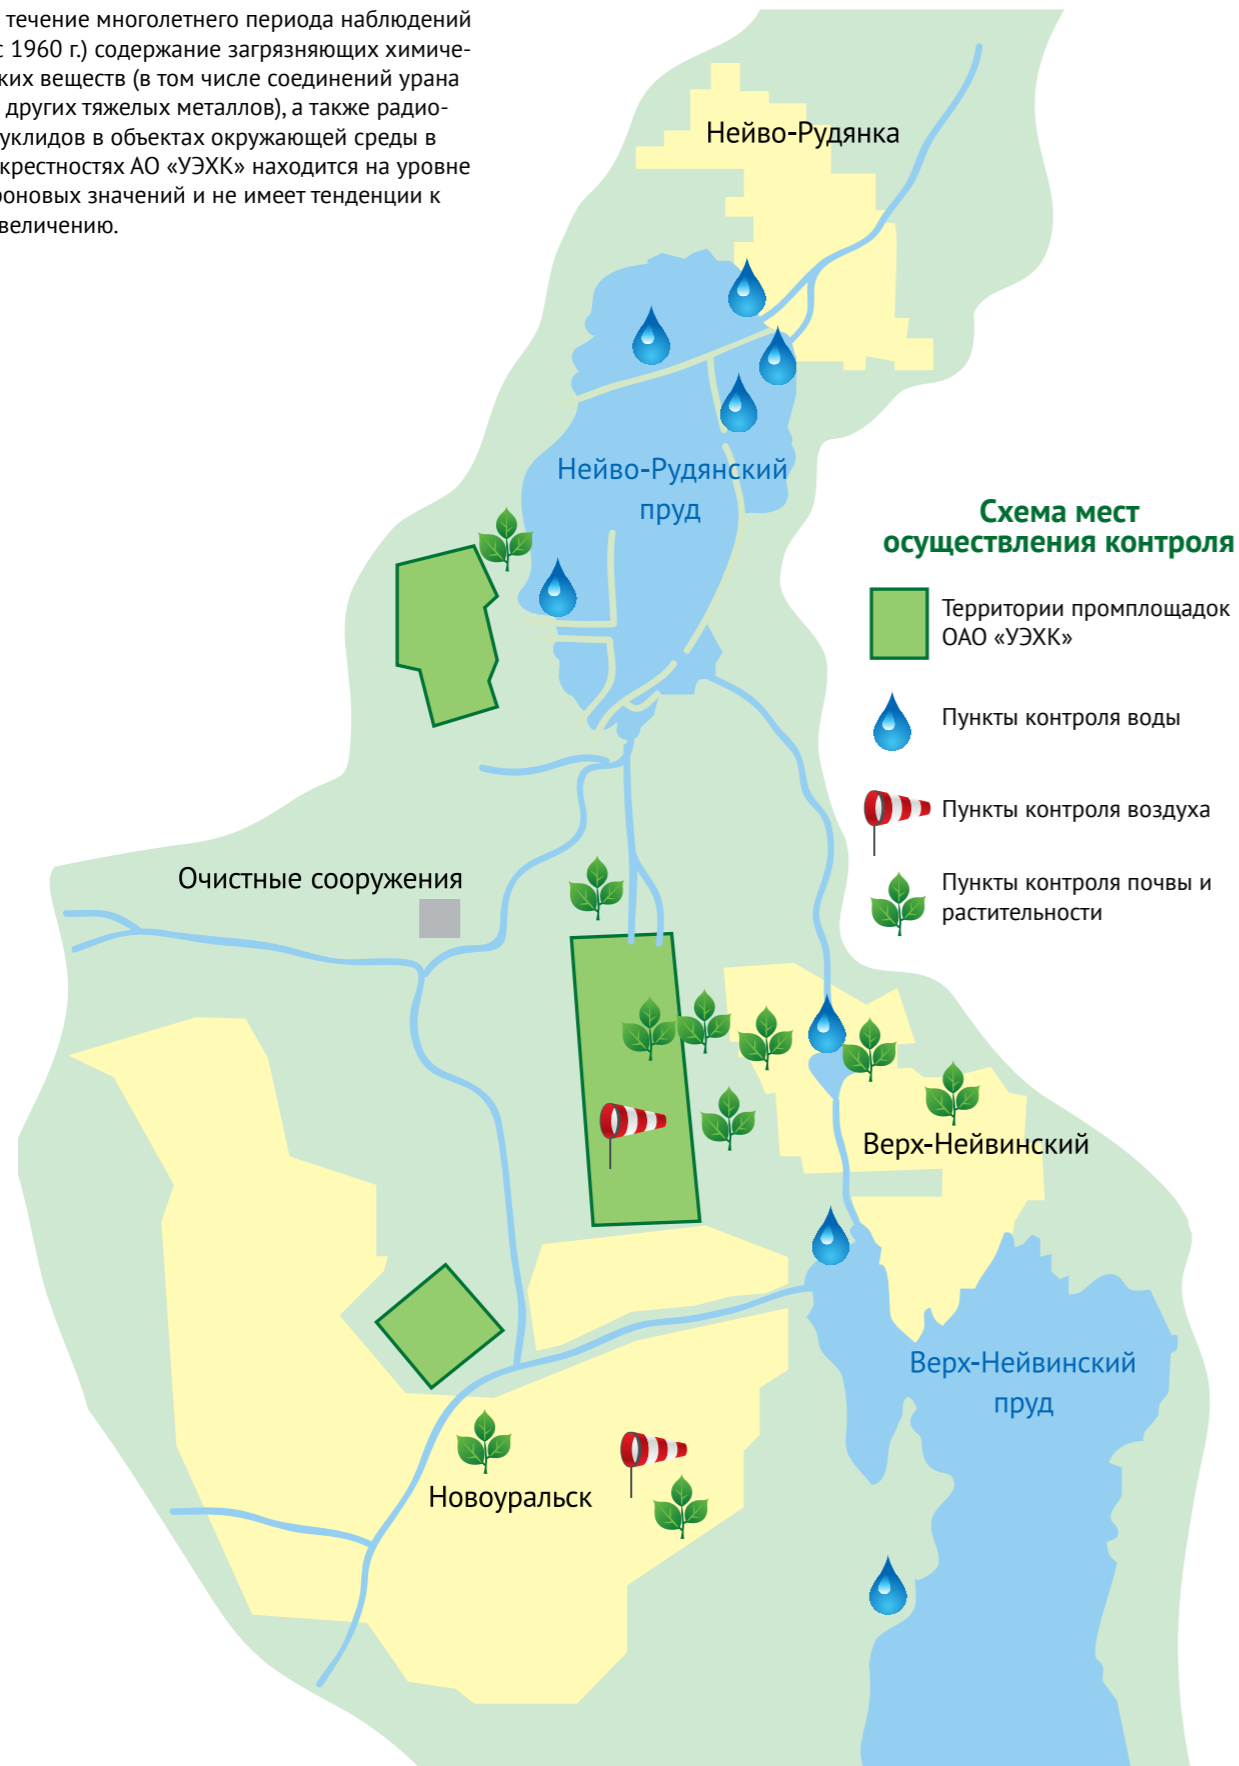 течение многолетнего периода наблюдений
с 1960 г.) содержание загрязняющих химиче-
ких веществ (в том числе соединений урана
других тяжелых металлов), а также радио-
уклидов в объектах окружающей среды в
крестностях АО «УЭХК» находится на уровне
оновых значений и не имеет тенденции к
величению.
Нейво-Рудянка
Нейво-Рудянский
пруд
Схема мест
осуществления контроля
Территории промплощадок
ОАО «УЭХК»
Пункты контроля воды
Пункты контроля воздуха
Пункты контроля почвы и
растительности
Очистные сооружения
Верх-Нейвинский
Верх-Нейвинский
пруд
Новоуральск